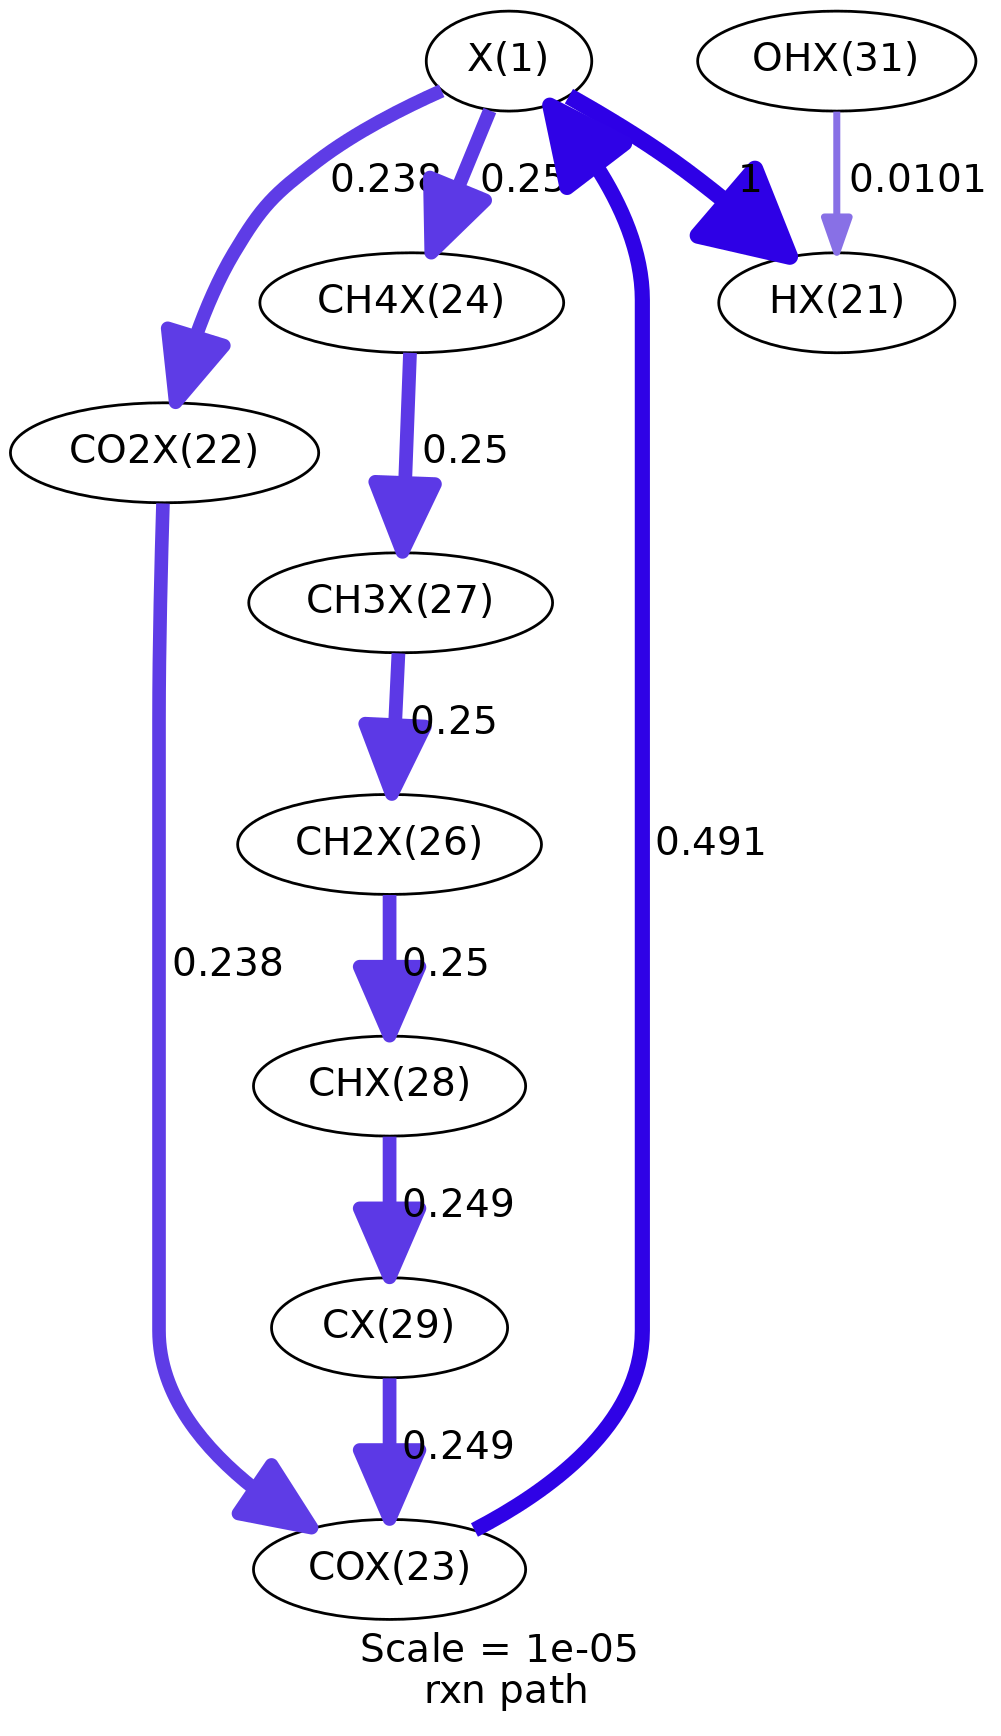 X(1)
OHX(31)
0.238
0.25
1
0.0101
CH4X(24)
HX(21)
CO2X(22)
0.25
CH3X(27)
0.25
CH2X(26)
0.491
0.238
0.25
CHX(28)
0.249
CX(29)
0.249
COX(23)
Scale = 1e-05
rxn path